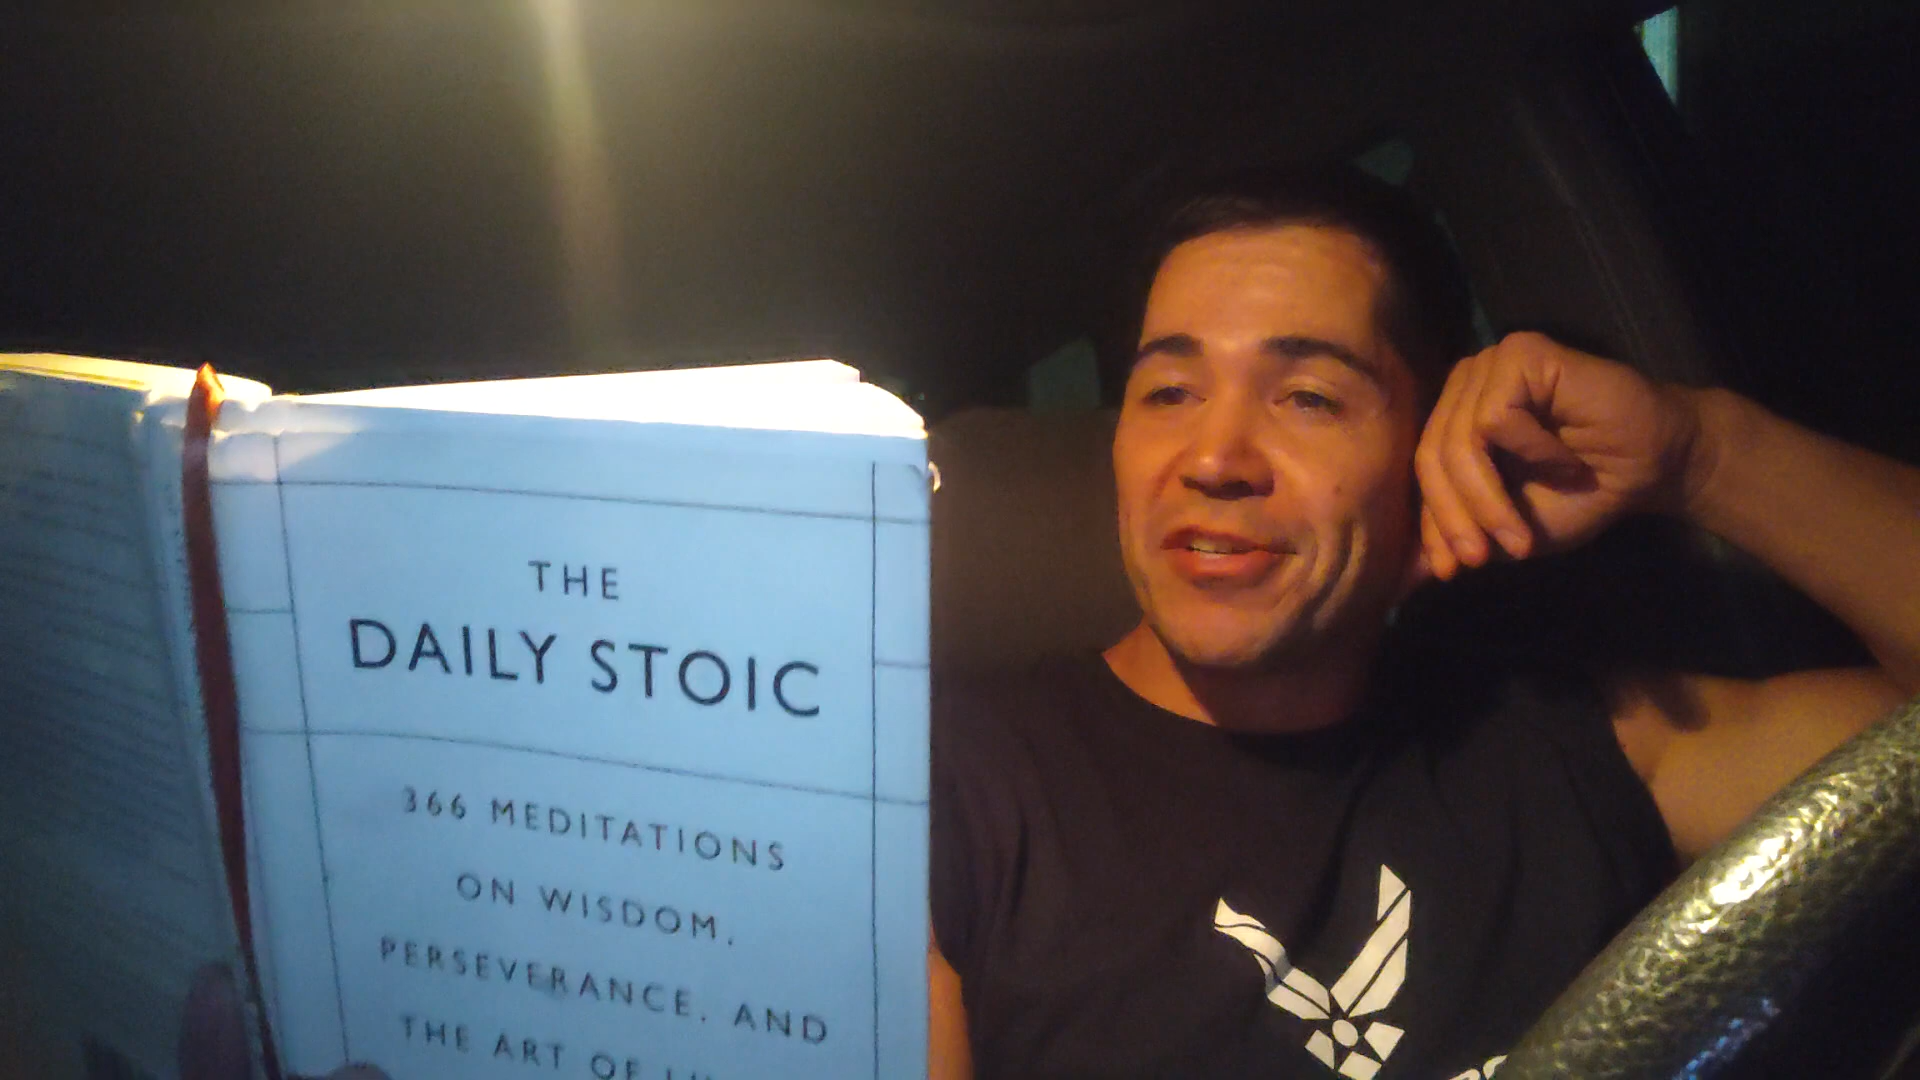 THE
DAILY STOIC
366 MEDITATIONS
ON WISDOM,
PERSEVERANCE, AND
THE ART OF